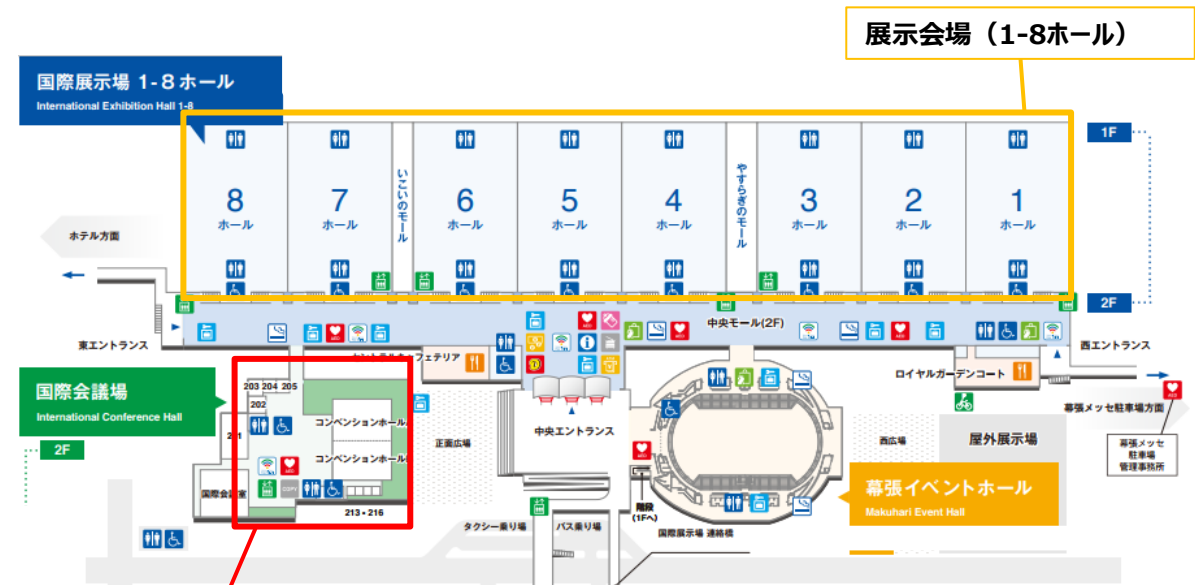 展示会場（1-8ホール）
国際展示場 1-8ホール
International Exhibition Hall 1-8
1F
8
ホール
7
ホール
いこいのモール
6
ホール
5
ホール
4
ホール
やすらぎのモール
3
ホール
2
ホール
1
ホール
ホテル方面
2F
中央モール(2F)
東エントランス
西エントランス
ロイヤルガーデンコート
国際会議場
International Conference Hall
2F
203 204 205
202
コンベンションホール
コンベンションホール
国際会議室
213・216
正面広場
中央エントランス
タクシー乗り場
バス乗り場
階段
(1Fへ)
国際展示場 連絡橋
西広場
屋外展示場
幕張メッセ駐車場方面
AED
幕張メッセ
駐車場
管理事務所
幕張イベントホール
Makuhari Event Hall